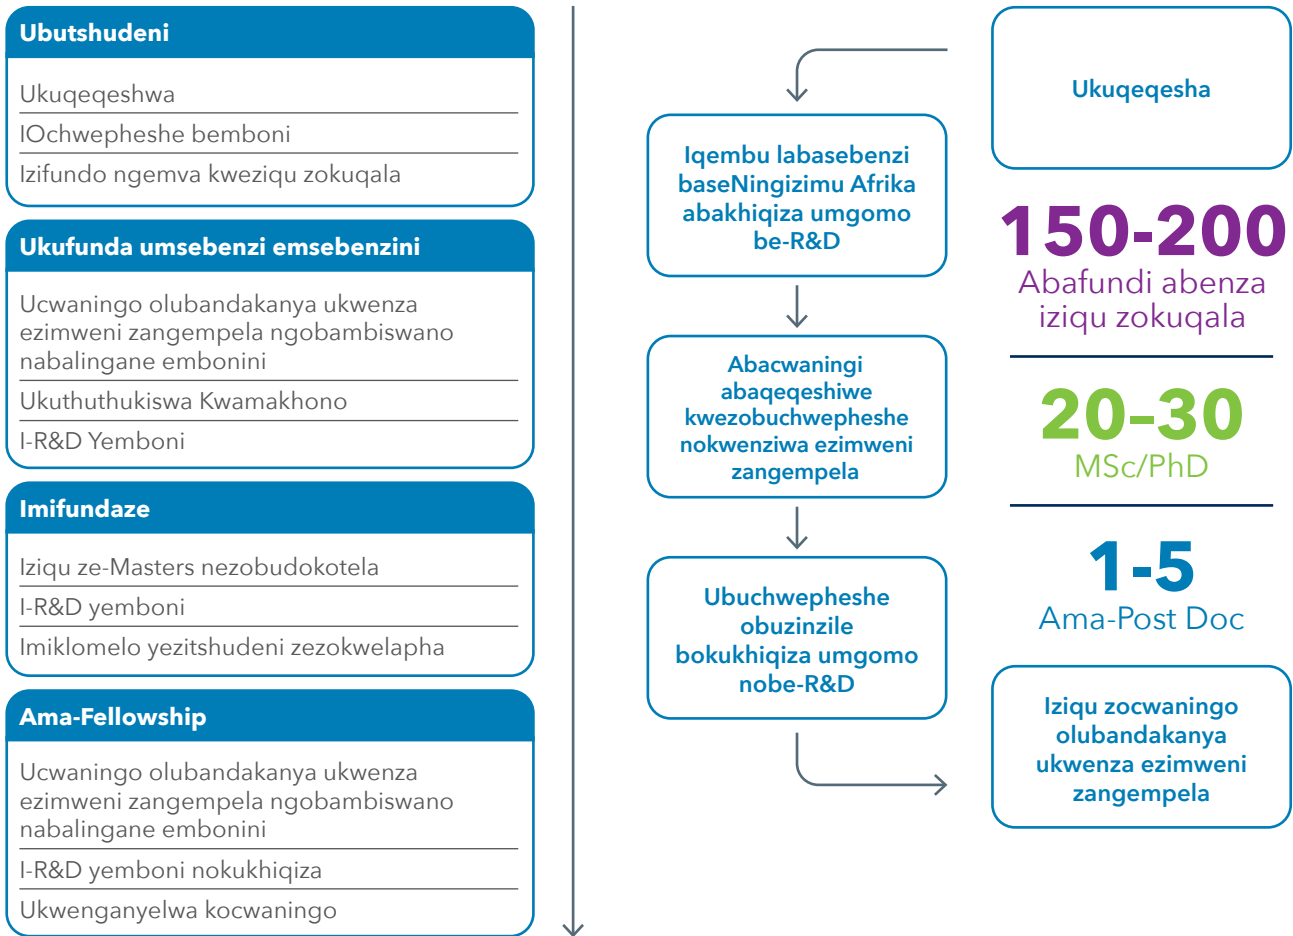 Ubutshudeni
Ukuqeqeshwa
IOchwepheshe bemboni
Izifundo ngemva kweziqu zokuqala
Ukufunda umsebenzi emsebenzini
Ucwaningo olubandakanya ukwenza
ezimweni zangempela ngobambiswano
nabalingane embonini
Ukuthuthukiswa Kwamakhono
I-R&D Yemboni
Imifundaze
Iziqu ze-Masters nezobudokotela
I-R&D yemboni
Imiklomelo yezitshudeni zezokwelapha
Ama-Fellowship
Ucwaningo olubandakanya ukwenza
ezimweni zangempela ngobambiswano
nabalingane embonini
I-R&D yemboni nokukhiqiza
Ukwenganyelwa kocwaningo
Iqembu labasebenzi
baseNingizimu Afrika
abakhiqiza umgomo
be-R&D
Abacwaningi
abaqeqeshiwe
kwezobuchwepheshe
nokwenziwa ezimweni
zangempela
Ubuchwepheshe
obuzinzile
bokukhiqiza umgomo
nobe-R&D
Ukuqeqesha
150-200
Abafundi abenza
iziqu zokuqala
20–30
MSc/PhD
1-5
Ama-Post Doc
Iziqu zocwaningo
olubandakanya
ukwenza ezimweni
zangempela